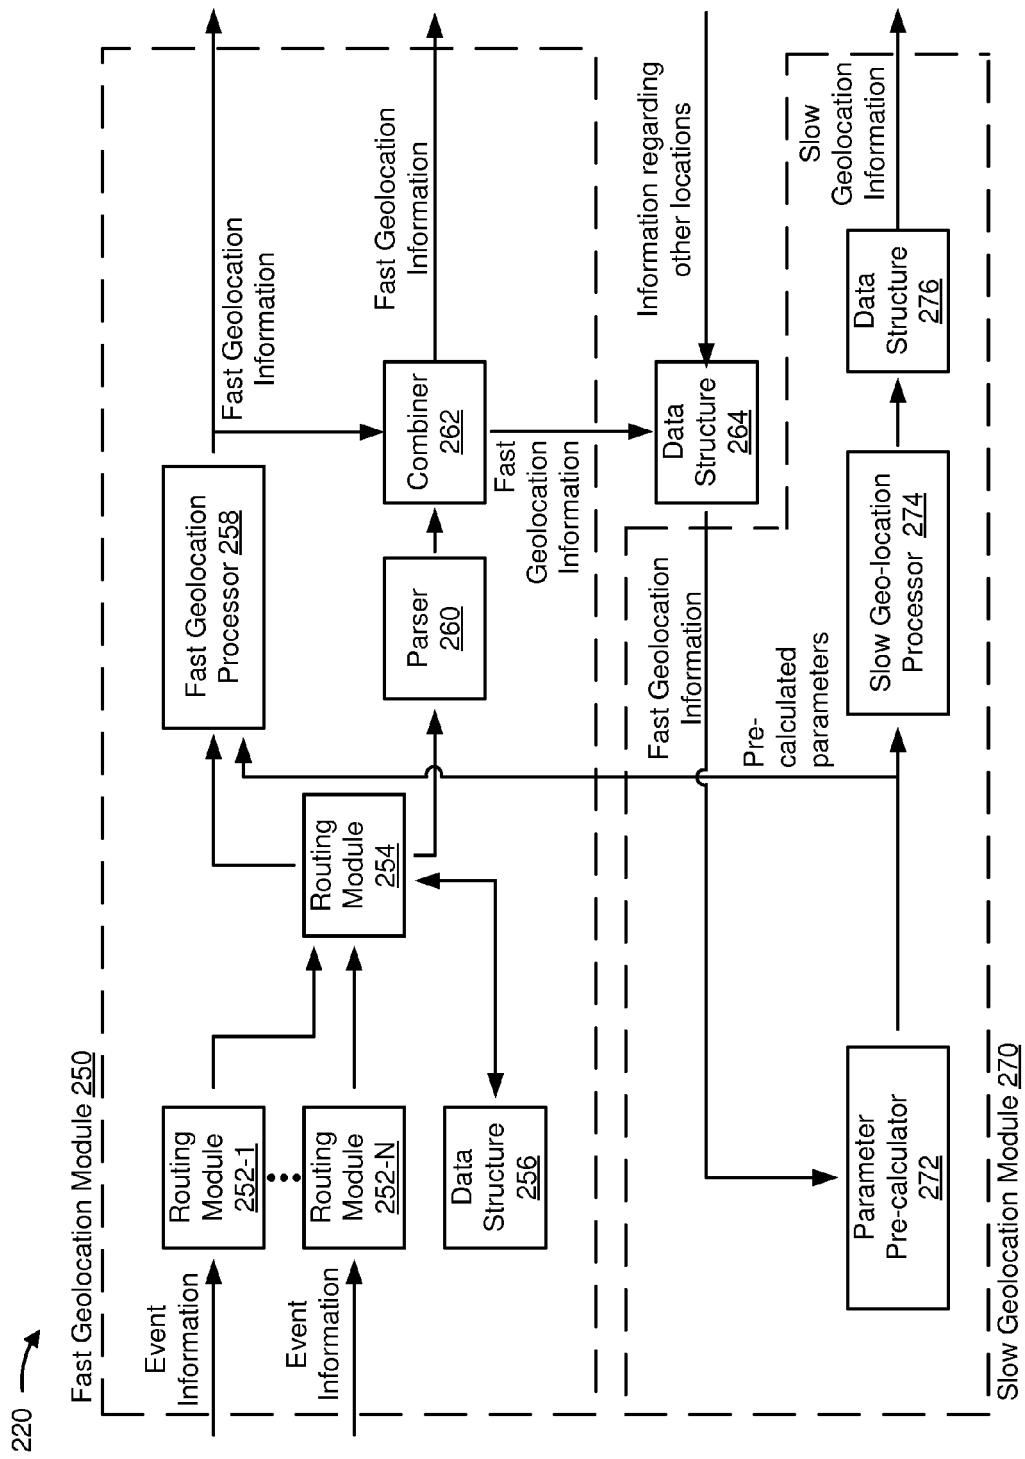 220
Fast Geolocation Module 250
Event
Information
Event
Information
Routing
Module
252-1
Routing
Module
252-N
Data
Structure
256
Routing
Module
254
Fast Geolocation
Processor 258
Parser
260
Combiner
262
Fast Geolocation
Information
Fast Geolocation
Information
Fast
Geolocation
Information
Data
Structure
264
Information regarding
other locations
Fast Geolocation
Information
Pre-
calculated
parameters
Parameter
Pre-calculator
272
Slow Geo-location
Processor 274
Data
Structure
276
Slow
Geolocation
Information
Slow Geolocation Module 270